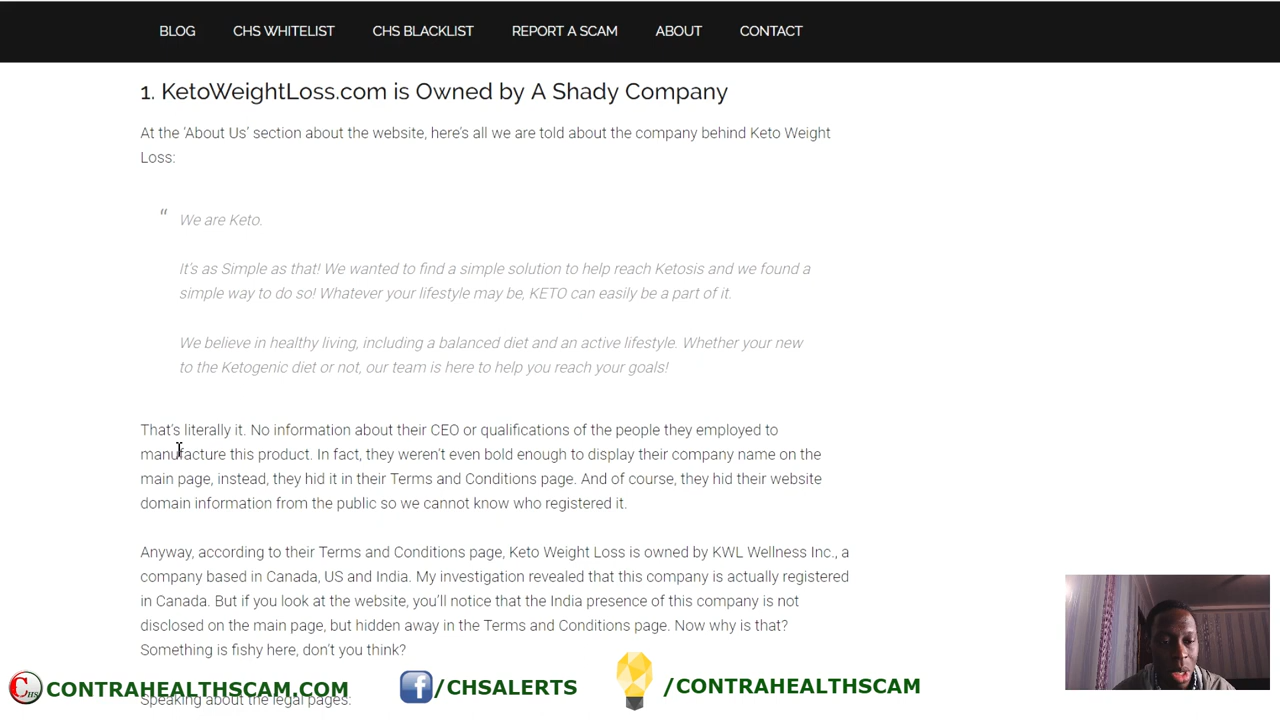 BLOG CHS WHITELIST CHS BLACKLIST REPORT A SCAM ABOUT CONTACT
1. KetoWeightLoss.com is Owned by A Shady Company
At the ‘About Us’ section about the website, here’s all we are told about the company behind Keto Weight
Loss:
"
We are Keto.
It’s as Simple as that! We wanted to find a simple solution to help reach Ketosis and we found a
simple way to do so! Whatever your lifestyle may be, KETO can easily be a part of it.
We believe in healthy living, including a balanced diet and an active lifestyle. Whether your new
to the Ketogenic diet or not, our team is here to help you reach your goals!
That’s literally it. No information about their CEO or qualifications of the people they employed to
manufacture this product. In fact, they weren’t even bold enough to display their company name on the
main page, instead, they hid it in their Terms and Conditions page. And of course, they hid their website
domain information from the public so we cannot know who registered it.
Anyway, according to their Terms and Conditions page, Keto Weight Loss is owned by KWL Wellness Inc., a
company based in Canada, US and India. My investigation revealed that this company is actually registered
in Canada. But if you look at the website, you’ll notice that the India presence of this company is not
disclosed on the main page, but hidden away in the Terms and Conditions page. Now why is that?
Something is fishy here, don’t you think?
CHS CONTRAHEALTHSCAM.COM f/CHSALERTS /CONTRAHEALTHSCAM
Speaking about the legal pages: